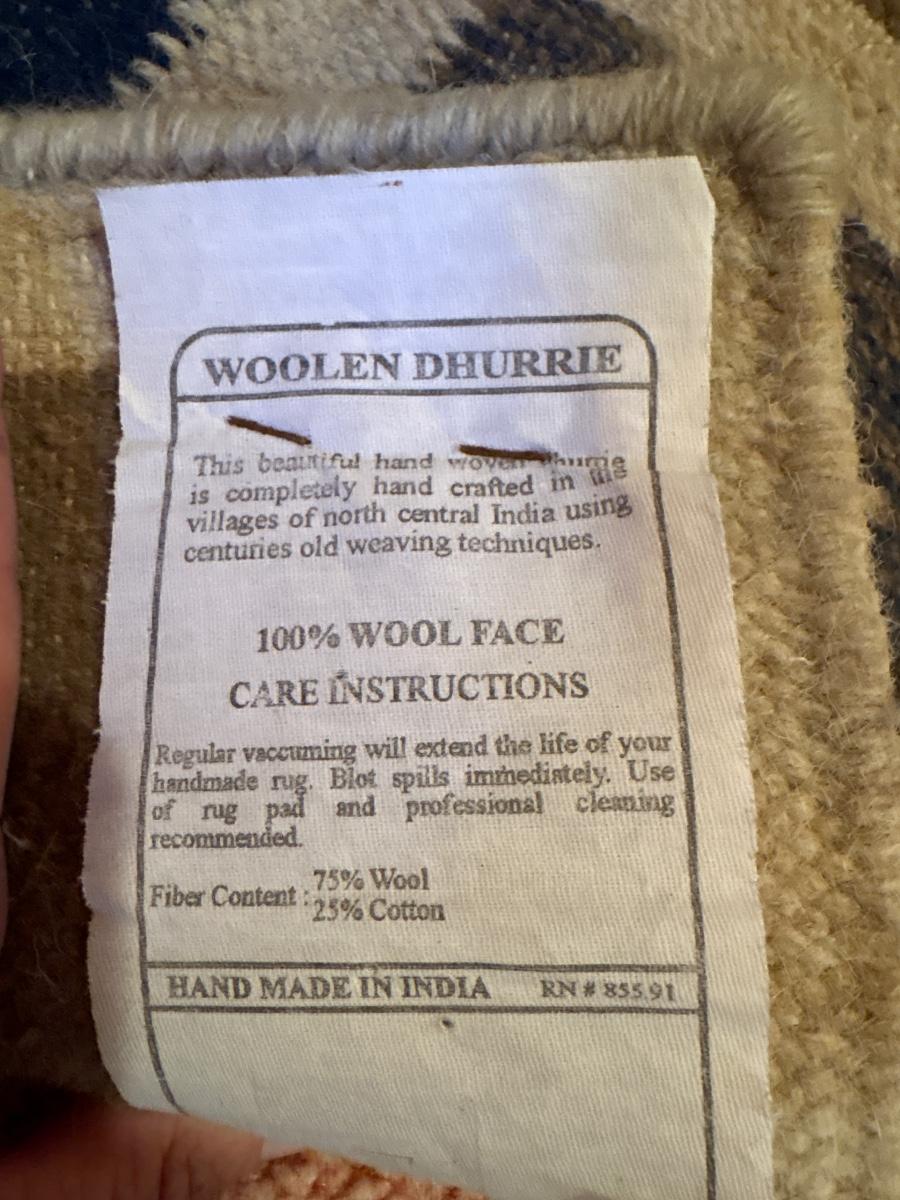 WOOLEN DHURRIE
This beautiful hand woven dhurrie
is completely hand crafted in the
villages of north central India using
centuries old weaving techniques.
100% WOOL FACE
CARE INSTRUCTIONS
Regular vaccuming will extend the life of your
handmade rug. Blot spills immediately. Use
of rug pad and professional cleaning
recommended.
Fiber Content : 75% Wool
25% Cotton
HAND MADE IN INDIA RN # 85591